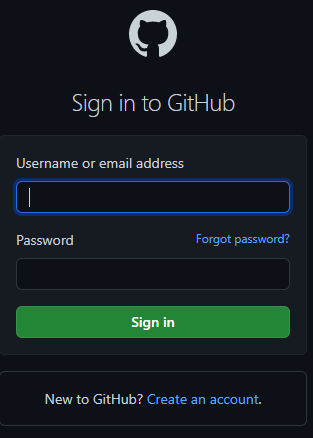 Sign in to GitHub
Username or email address
Password Forgot password?
Sign in
New to GitHub? Create an account.